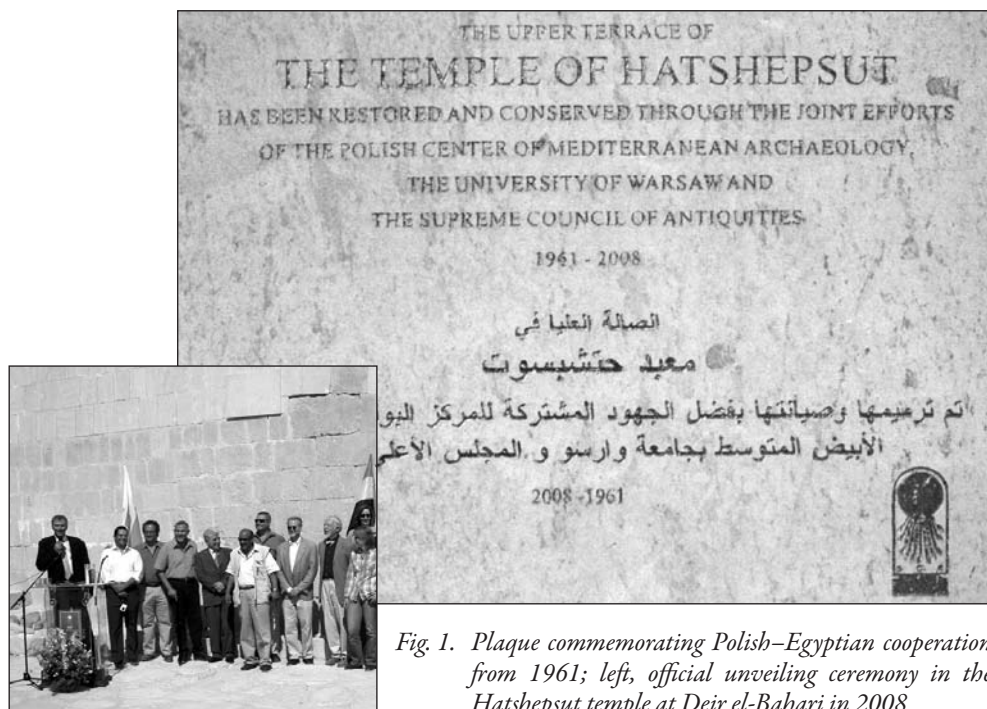 THE UPPER TERRACE OF
THE TEMPLE OF HATSHEPSUT
HAS BEEN RESTORED AND CONSERVED THROUGH THE JOINT EFFORTS
OF THE POLISH CENTER OF MEDITERRANEAN ARCHAEOLOGY,
THE UNIVERSITY OF WARSAW AND
THE SUPREME COUNCIL OF ANTIQUITIES
1961 - 2008
الصالة العليا في
معبد حتشبسوت
تم ترميمها وصيانتها بفضل الجهود المشتركة للمركز
الأبيض المتوسط بجامعة وارسو و المجلس الأعلى
2008-1961
Fig. 1. Plaque commemorating Polish–Egyptian cooperation
from 1961; left, official unveiling ceremony in the
Hatshepsut temple at Deir el-Bahari in 2008